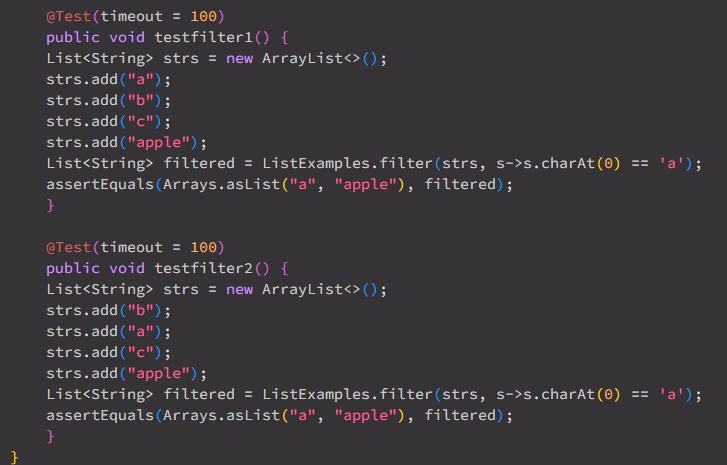 @Test(timeout = 100)
public void testfilter1() {
List<String> strs = new ArrayList<>();
strs.add("a");
strs.add("b");
strs.add("c");
strs.add("apple");
List<String> filtered = ListExamples.filter(strs, s->s.charAt(0) == 'a');
assertEquals(Arrays.asList("a", "apple"), filtered);
}
@Test(timeout = 100)
public void testfilter2() {
List<String> strs = new ArrayList<>();
strs.add("b");
strs.add("a");
strs.add("c");
strs.add("apple");
List<String> filtered = ListExamples.filter(strs, s->s.charAt(0) == 'a');
assertEquals(Arrays.asList("a", "apple"), filtered);
}
}